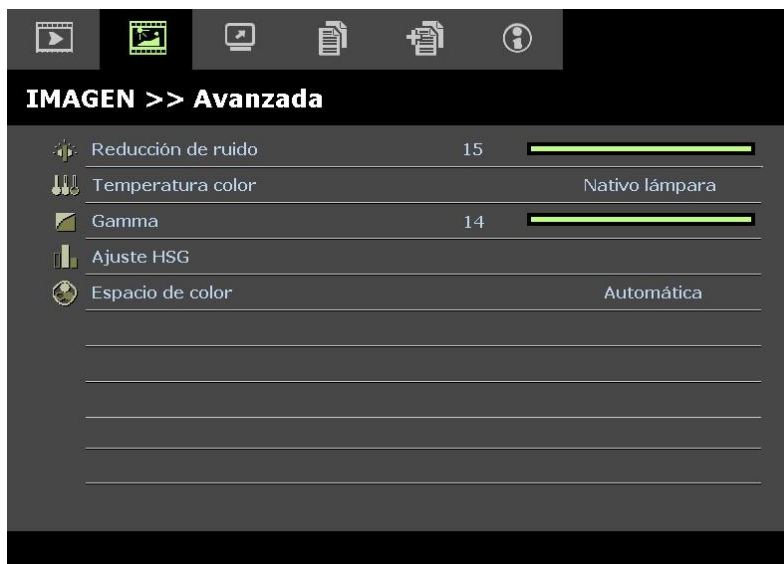 IMAGEN >> Avanzada
Reducción de ruido 15
Temperatura color Nativo lámpara
Gamma 14
Ajuste HSG
Espacio de color Automática